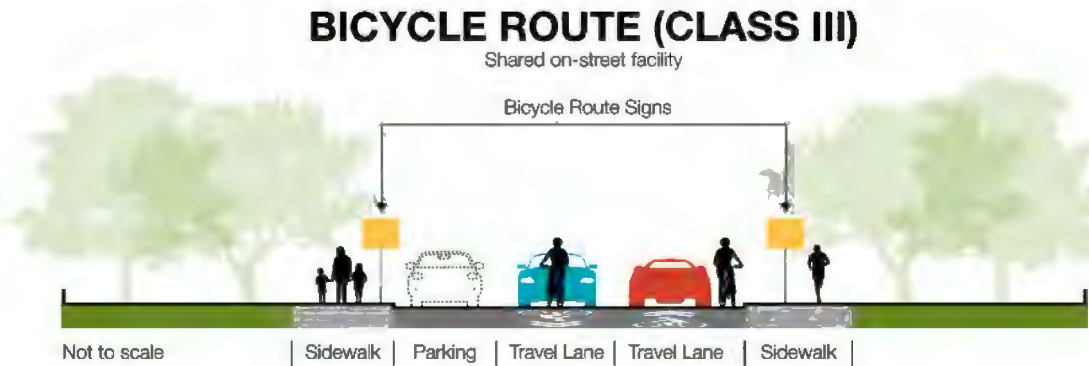 BICYCLE ROUTE (CLASS III)
Shared on-street facility
Bicycle Route Signs
Not to scale
Sidewalk
Parking
Travel Lane
Travel Lane
Sidewalk